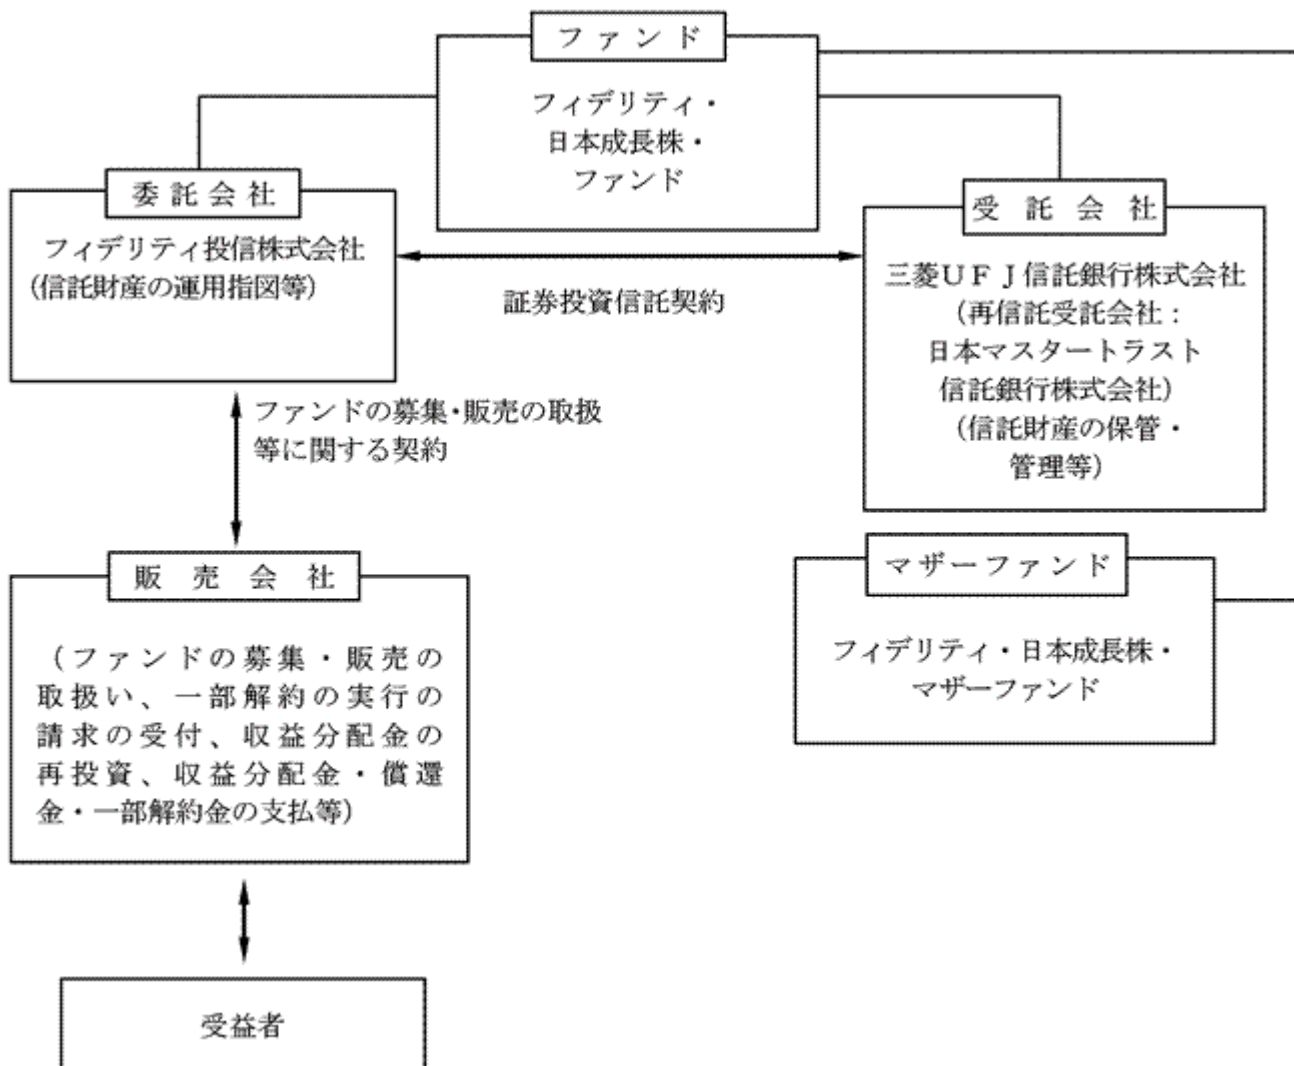 ファンド
フィデリティ・
日本成長株・
ファンド
委託会社
フィデリティ投信株式会社
(信託財産の運用指図等)
証券投資信託契約
受託会社
三菱UFJ信託銀行株式会社
(再信託受託会社:
日本マスタートラスト
信託銀行株式会社)
(信託財産の保管・
管理等)
ファンドの募集・販売の取扱
等に関する契約
販売会社
(ファンドの募集・販売の
取扱い、一部解約の実行の
請求の受付、収益分配金の
再投資、収益分配金・償還
金・一部解約金の支払等)
マザーファンド
フィデリティ・日本成長株・
マザーファンド
受益者